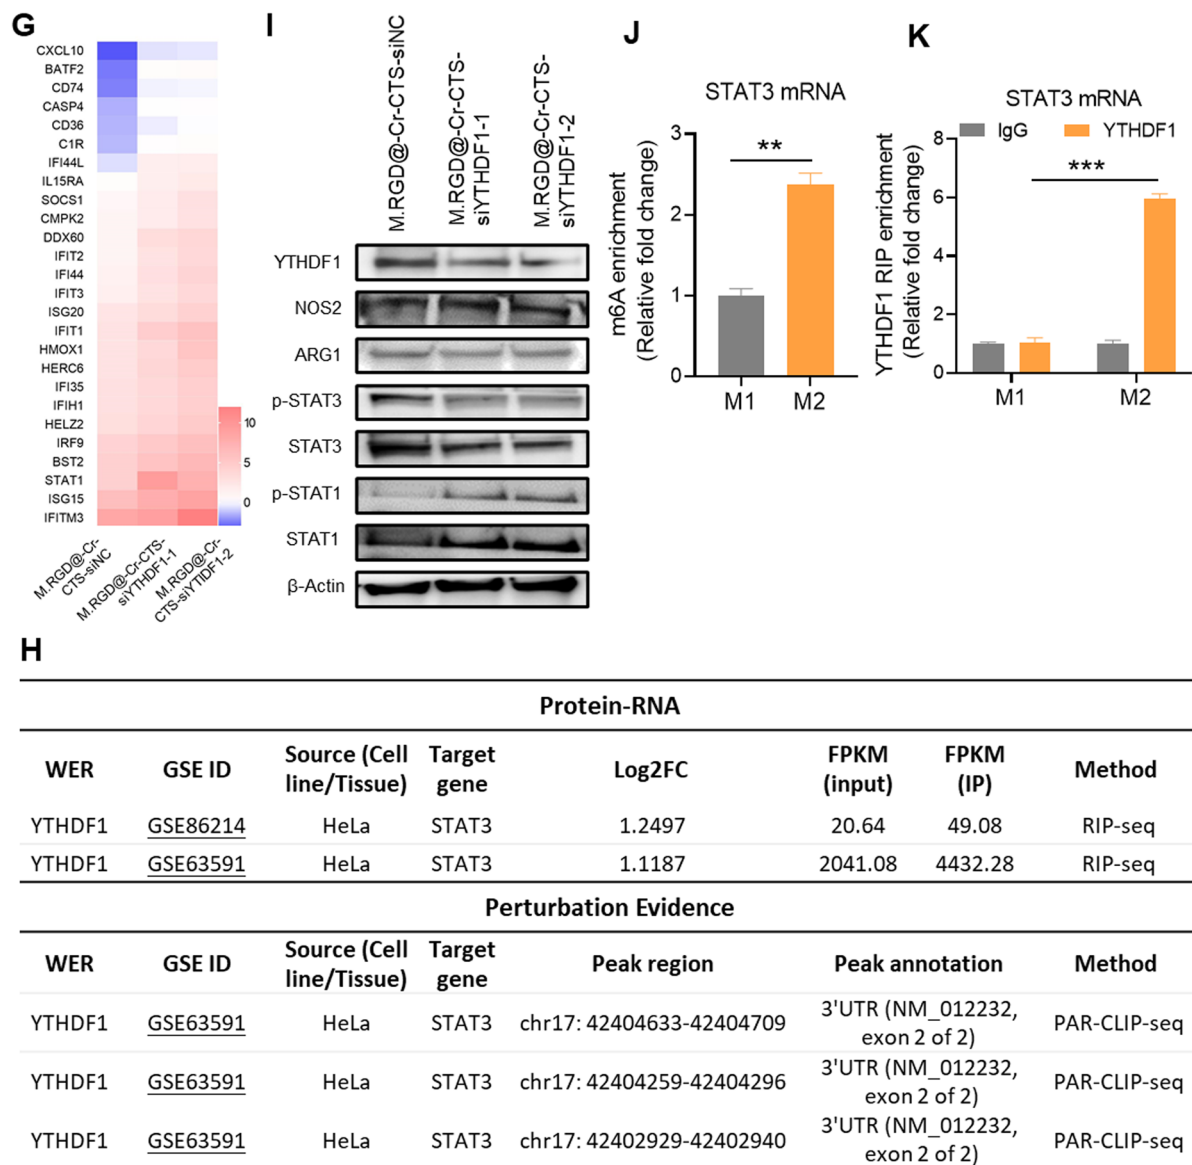 G
CXCL10
BATF2
CD74
CASP4
CD36
C1R
IFI44L
IL15RA
SOCS1
CMPK2
DDX60
IFIT2
IFI44
IFIT3
ISG20
IFIT1
HMOX1
HERC6
IFI35
IFIH1
HELZ2
IRF9
BST2
STAT1
ISG15
IFITM3
10
5
0
M.RGD@-Cr-
CTS-siNC
M.RGD@-Cr-CTS-
siYTHDF1-1
M.RGD@-Cr-
CTS-siYTIDF1-2
I
M.RGD@-Cr-CTS-siNC
M.RGD@-Cr-CTS-
siYTHDF1-1
M.RGD@-Cr-CTS-
siYTHDF1-2
YTHDF1
NOS2
ARG1
p-STAT3
STAT3
p-STAT1
STAT1
β-Actin
J
STAT3 mRNA
m6A enrichment
(Relative fold change)
3
2
1
0
**
M1 M2
K
STAT3 mRNA
IgG YTHDF1
YTHDF1 RIP enrichment
(Relative fold change)
8
6
4
2
0
***
M1 M2
H
Protein-RNA
WER GSE ID Source (Cell line/Tissue) Target gene Log2FC FPKM (input) FPKM (IP) Method
YTHDF1 GSE86214 HeLa STAT3 1.2497 20.64 49.08 RIP-seq
YTHDF1 GSE63591 HeLa STAT3 1.1187 2041.08 4432.28 RIP-seq
Perturbation Evidence
WER GSE ID Source (Cell line/Tissue) Target gene Peak region Peak annotation Method
YTHDF1 GSE63591 HeLa STAT3 chr17: 42404633-42404709 3'UTR (NM_012232, exon 2 of 2) PAR-CLIP-seq
YTHDF1 GSE63591 HeLa STAT3 chr17: 42404259-42404296 3'UTR (NM_012232, exon 2 of 2) PAR-CLIP-seq
YTHDF1 GSE63591 HeLa STAT3 chr17: 42402929-42402940 3'UTR (NM_012232, exon 2 of 2) PAR-CLIP-seq